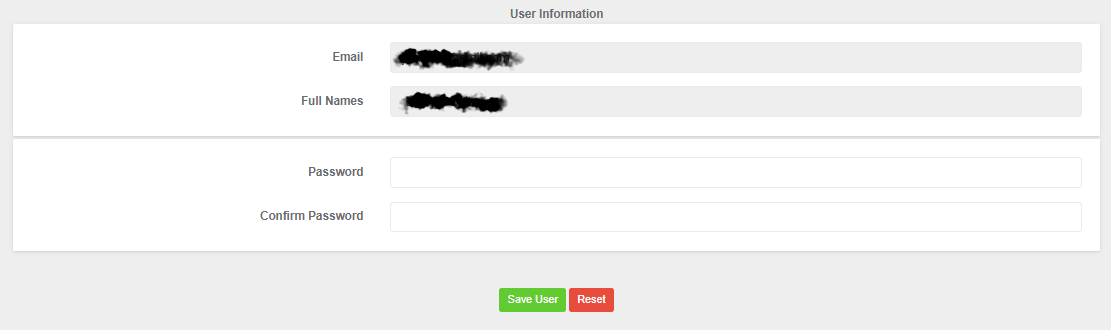 User Information
Email
Full Names
Password
Confirm Password
Save User Reset